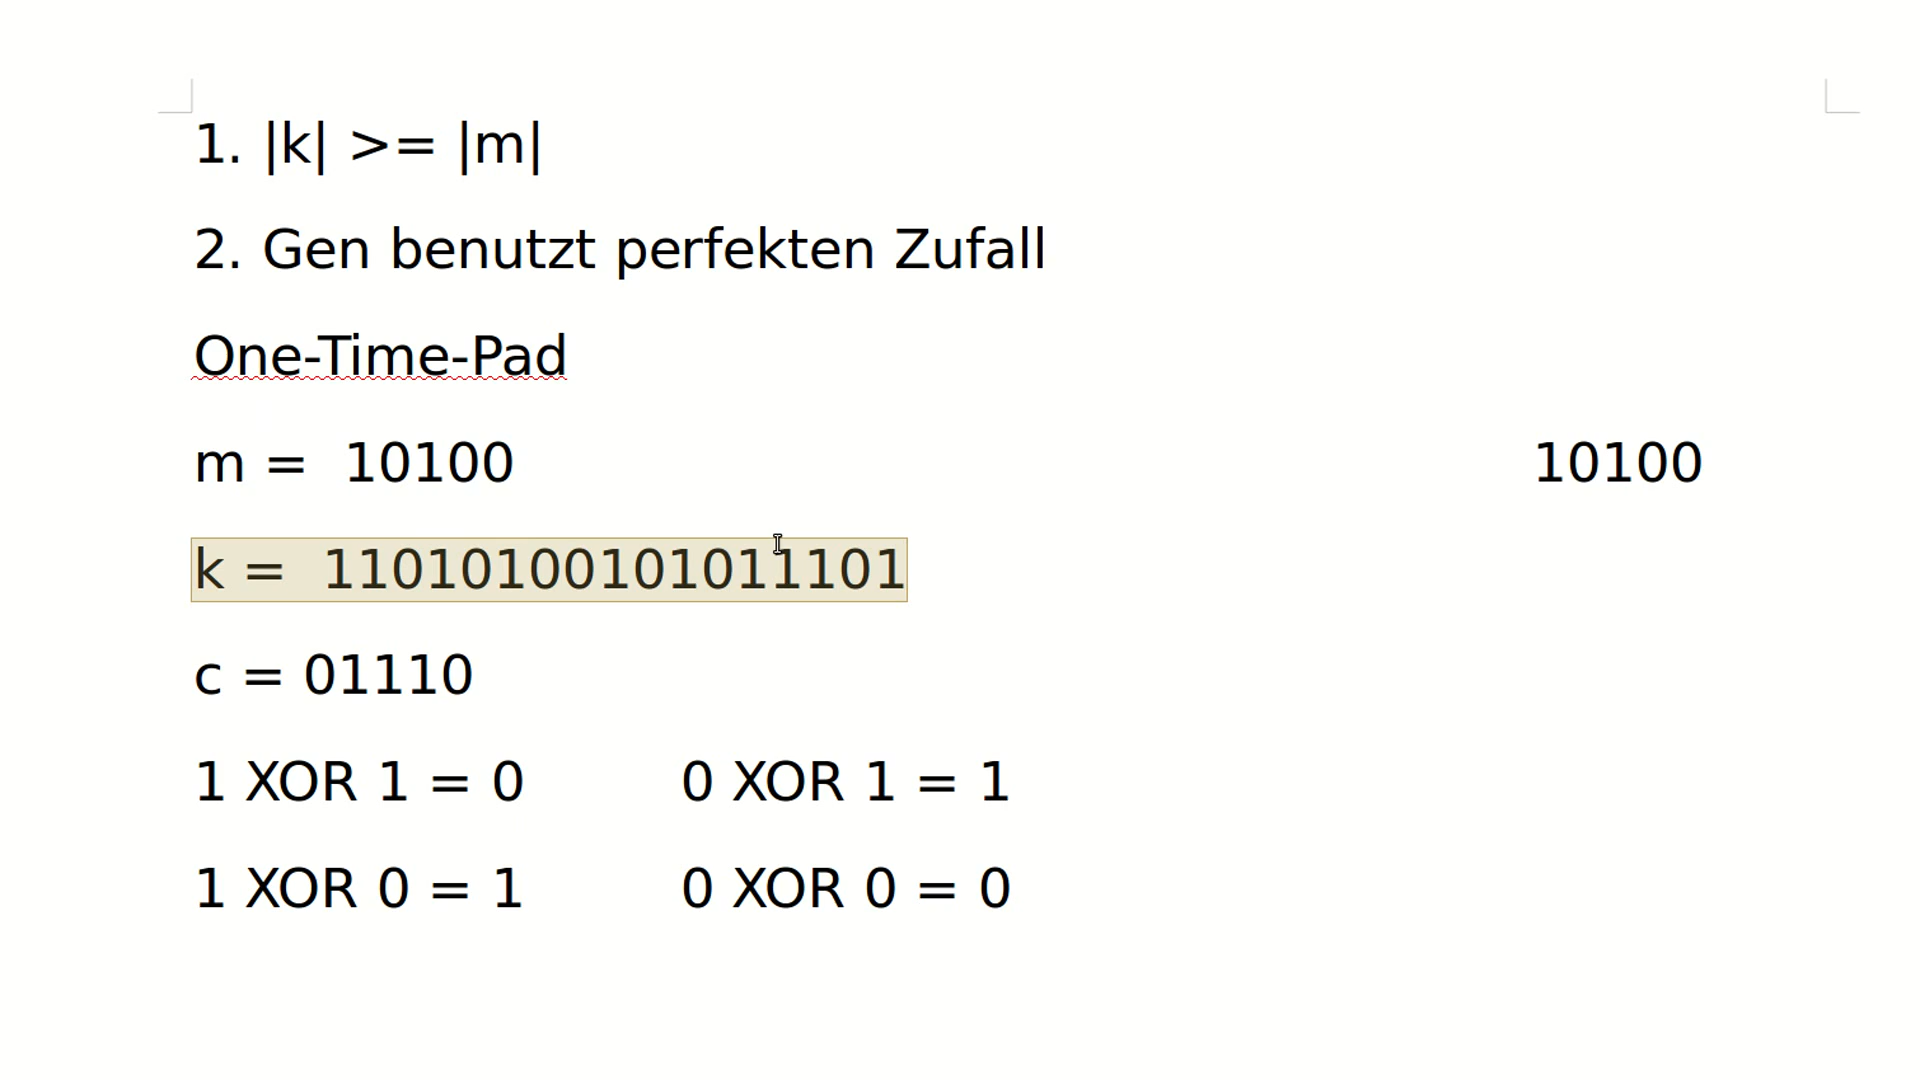 1. |k| >= |m|
2. Gen benutzt perfekten Zufall
One-Time-Pad
m = 10100 10100
k = 11010100101011101
c = 01110
1 XOR 1 = 0 0 XOR 1 = 1
1 XOR 0 = 1 0 XOR 0 = 0